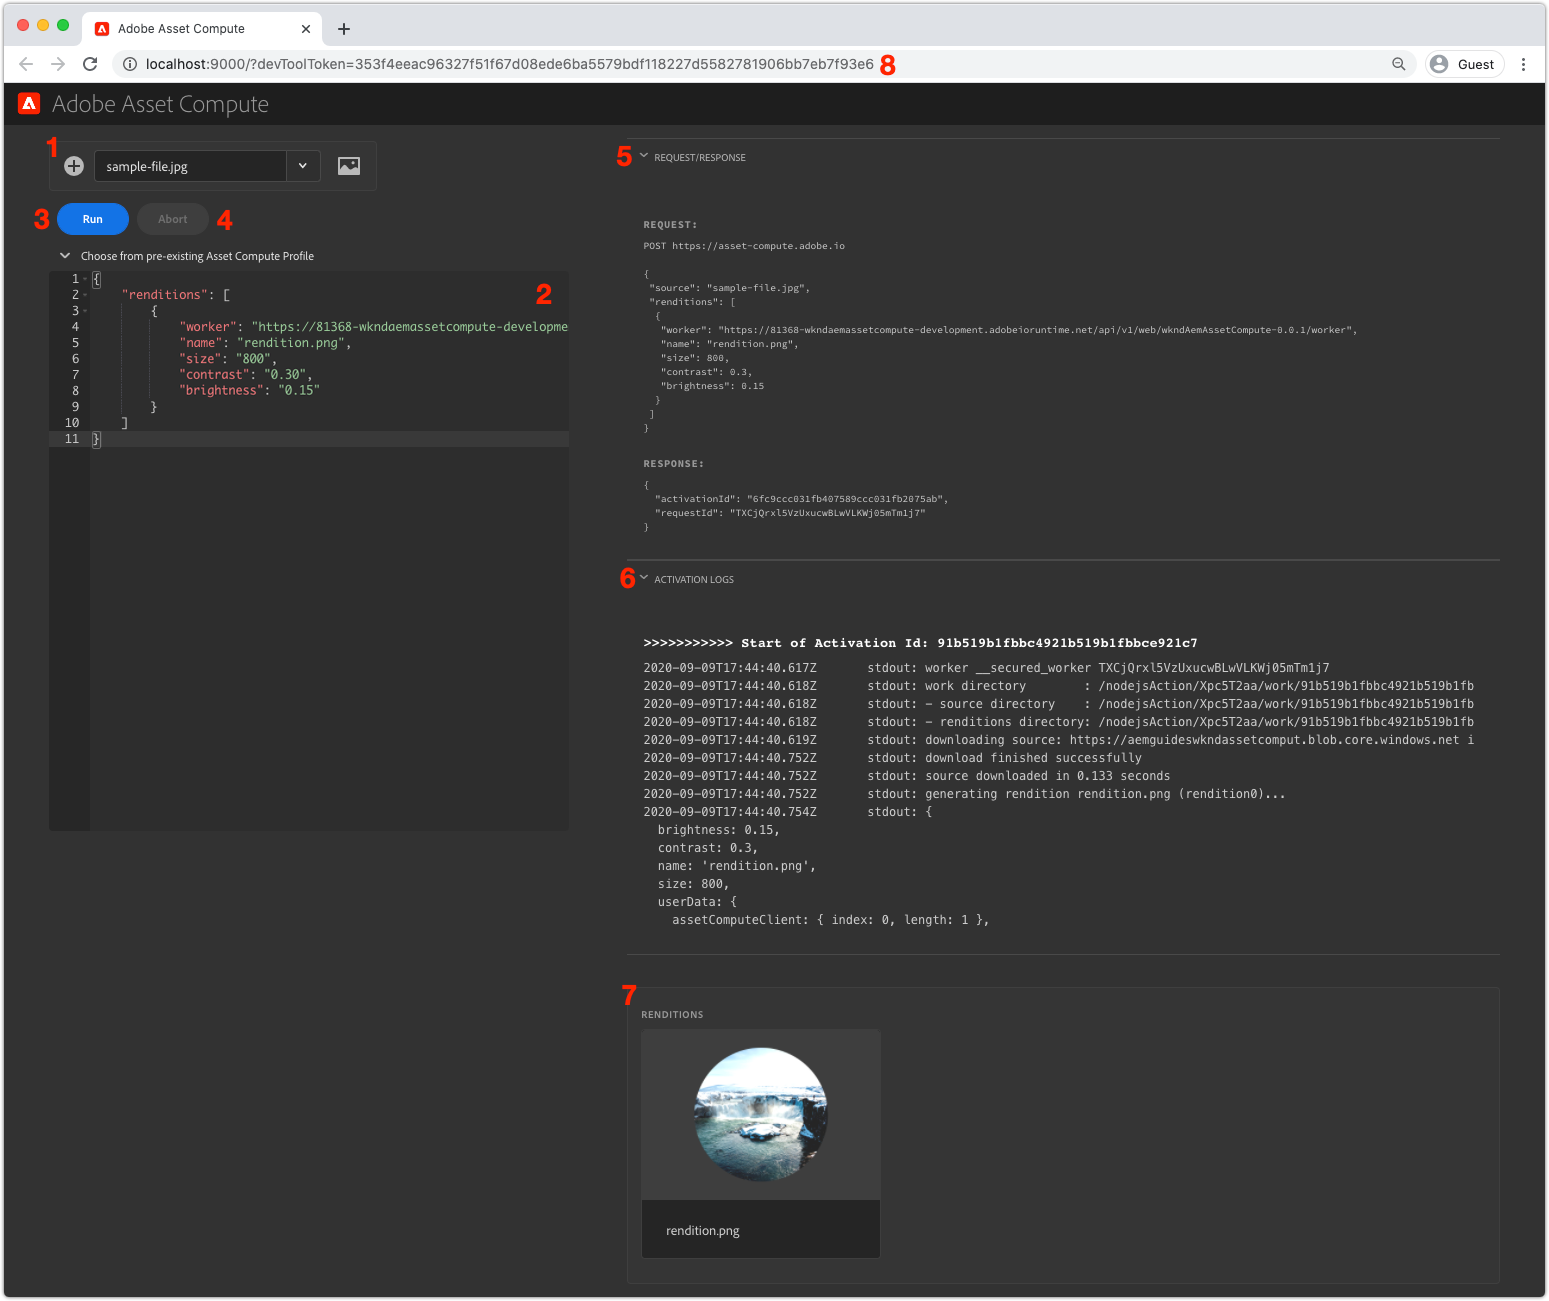 Adobe Asset Compute
localhost:9000/?devToolToken=353f4eeac96327f51f67d08ede6ba5579bdf118227d5582781906bb7eb7f93e6 8
Guest
Adobe Asset Compute
1
sample-file.jpg
3 Run Abort 4
Choose from pre-existing Asset Compute Profile
2
1 {
2 "renditions": [
3 {
4 "worker": "https://81368-wkndaemassetcompute-developme
5 "name": "rendition.png",
6 "size": "800",
7 "contrast": "0.30",
8 "brightness": "0.15"
9 }
10 ]
11 }
5 REQUEST/RESPONSE
REQUEST:
POST https://asset-compute.adobe.io
{
"source": "sample-file.jpg",
"renditions": [
{
"worker": "https://81368-wkndaemassetcompute-development.adobeioruntime.net/api/v1/web/wkndAemAssetCompute-0.0.1/worker",
"name": "rendition.png",
"size": 800,
"contrast": 0.3,
"brightness": 0.15
}
]
}
RESPONSE:
{
"activationId": "6fc9ccc031fb407589ccc031fb2075ab",
"requestId": "TXCjQrxl5VzUxucwBLwVLKWj05mTm1j7"
}
6 ACTIVATION LOGS
>>>>>>>>>>> Start of Activation Id: 91b519b1fbbc4921b519b1fbbce921c7
2020-09-09T17:44:40.617Z stdout: worker __secured_worker TXCjQrxl5VzUxucwBLwVLKWj05mTm1j7
2020-09-09T17:44:40.618Z stdout: work directory : /nodejsAction/Xpc5T2aa/work/91b519b1fbbc4921b519b1fb
2020-09-09T17:44:40.618Z stdout: - source directory : /nodejsAction/Xpc5T2aa/work/91b519b1fbbc4921b519b1fb
2020-09-09T17:44:40.618Z stdout: - renditions directory: /nodejsAction/Xpc5T2aa/work/91b519b1fbbc4921b519b1fb
2020-09-09T17:44:40.619Z stdout: downloading source: https://aemguideswkndassetcomput.blob.core.windows.net i
2020-09-09T17:44:40.752Z stdout: download finished successfully
2020-09-09T17:44:40.752Z stdout: source downloaded in 0.133 seconds
2020-09-09T17:44:40.752Z stdout: generating rendition rendition.png (rendition0)...
2020-09-09T17:44:40.754Z stdout: {
brightness: 0.15,
contrast: 0.3,
name: 'rendition.png',
size: 800,
userData: {
assetComputeClient: { index: 0, length: 1 },
7
RENDITIONS
rendition.png